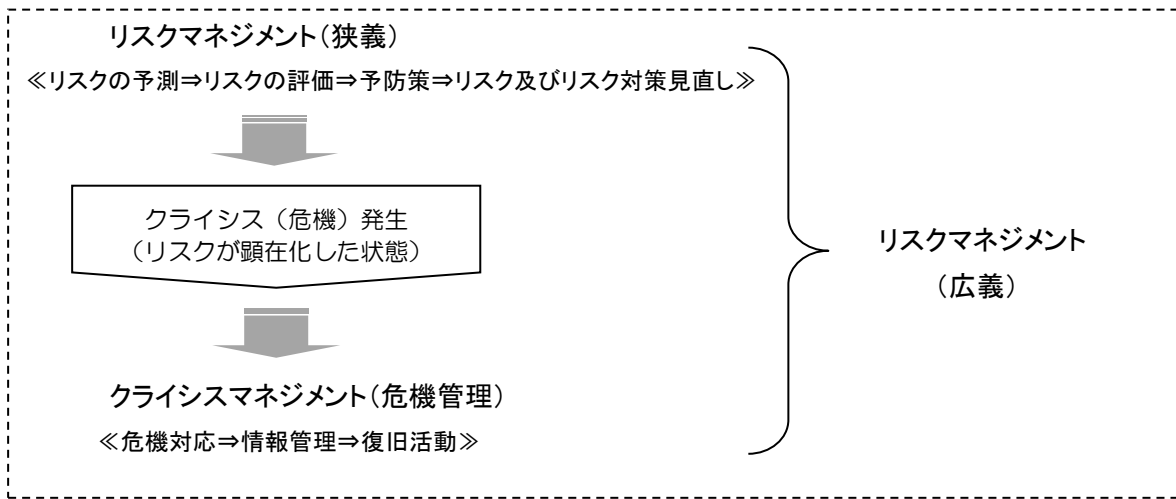 リスクマネジメント（狭義）
≪リスクの予測⇒リスクの評価⇒予防策⇒リスク及びリスク対策見直し≫
クライシス（危機）発生
（リスクが顕在化した状態）
リスクマネジメント
（広義）
クライシスマネジメント（危機管理）
≪危機対応⇒情報管理⇒復旧活動≫